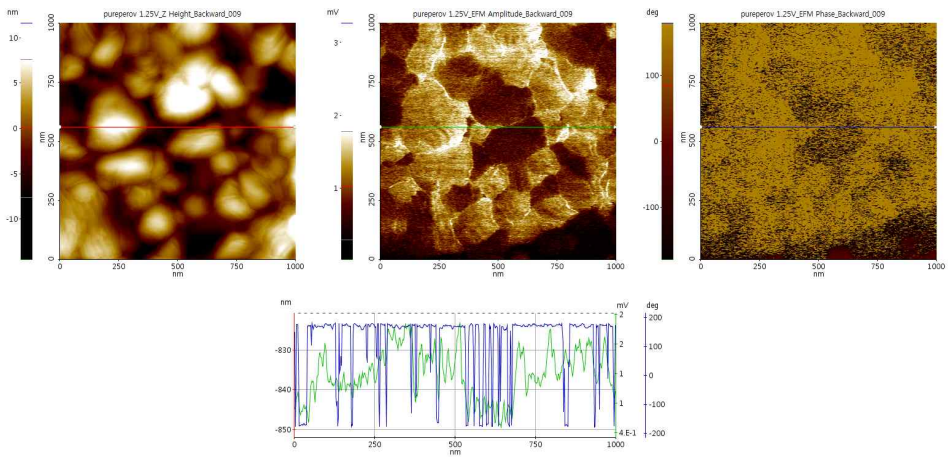 nm
pureperov 1.25V_Z Height_Backward_009
10
5
0
-5
-10
1000
750
nm
500
250
0
0 250 500 750 1000
nm
mV
pureperov 1.25V_EFM Amplitude_Backward_009
3
2
1
1000
750
nm
500
250
0
0 250 500 750 1000
nm
deg
pureperov 1.25V_EFM Phase_Backward_009
100
0
-100
1000
750
nm
500
250
0
0 250 500 750 1000
nm
nm
mV deg
-830
-840
-850
2
2
1
1
4.E-1
200
100
0
-100
-200
0 250 500 750 1000
nm